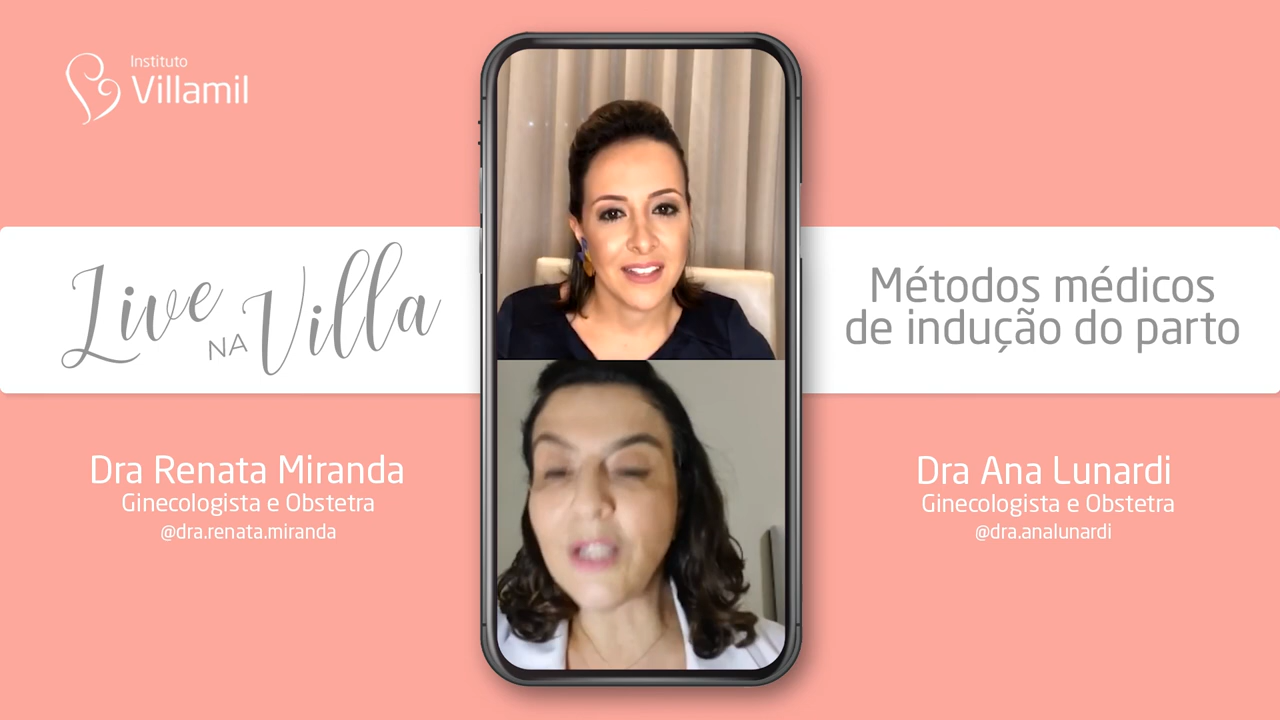 Instituto
Villamil
Live NA Villa
Métodos médicos
de indução do parto
Dra Renata Miranda
Ginecologista e Obstetra
@dra.renata.miranda
Dra Ana Lunardi
Ginecologista e Obstetra
@dra.analunardi